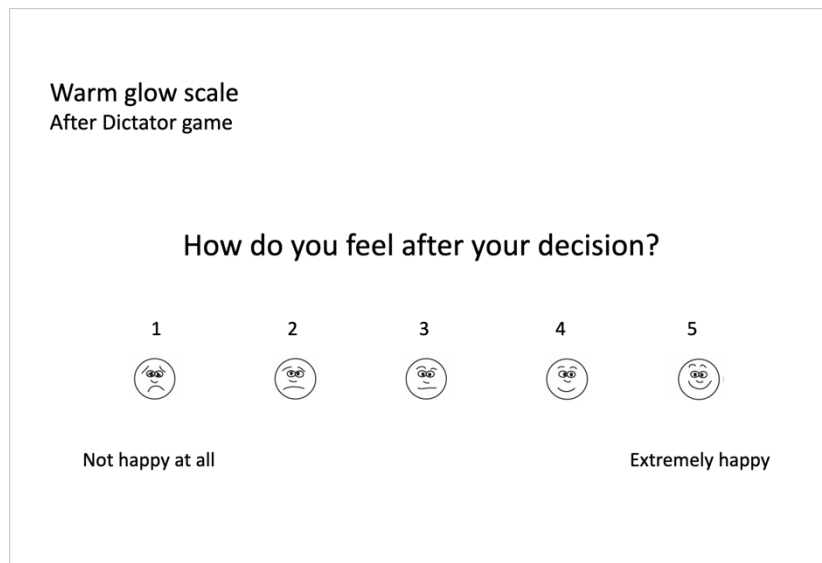 Warm glow scale
After Dictator game
How do you feel after your decision?
1 2 3 4 5
Not happy at all Extremely happy